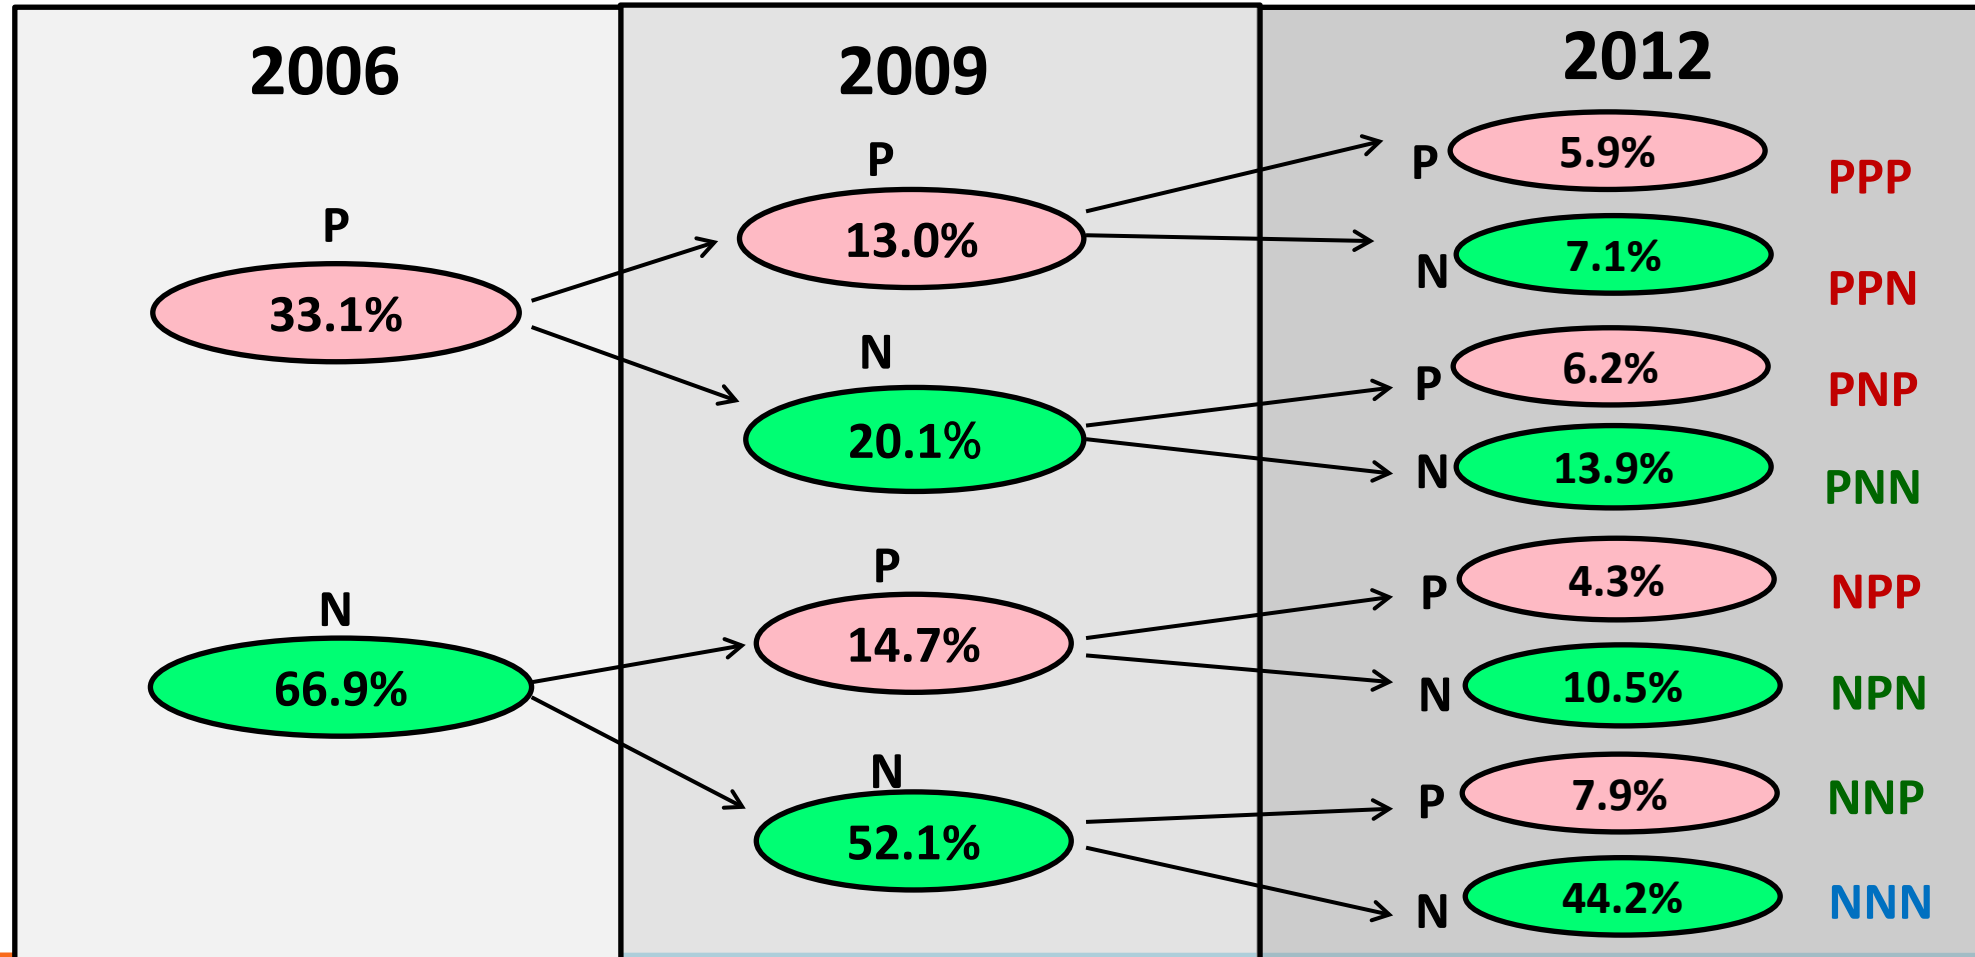 2006
2009
2012
P
33.1%
N
66.9%
P
13.0%
N
20.1%
P
14.7%
N
52.1%
P 5.9% PPP
N 7.1% PPN
P 6.2% PNP
N 13.9% PNN
P 4.3% NPP
N 10.5% NPN
P 7.9% NNP
N 44.2% NNN